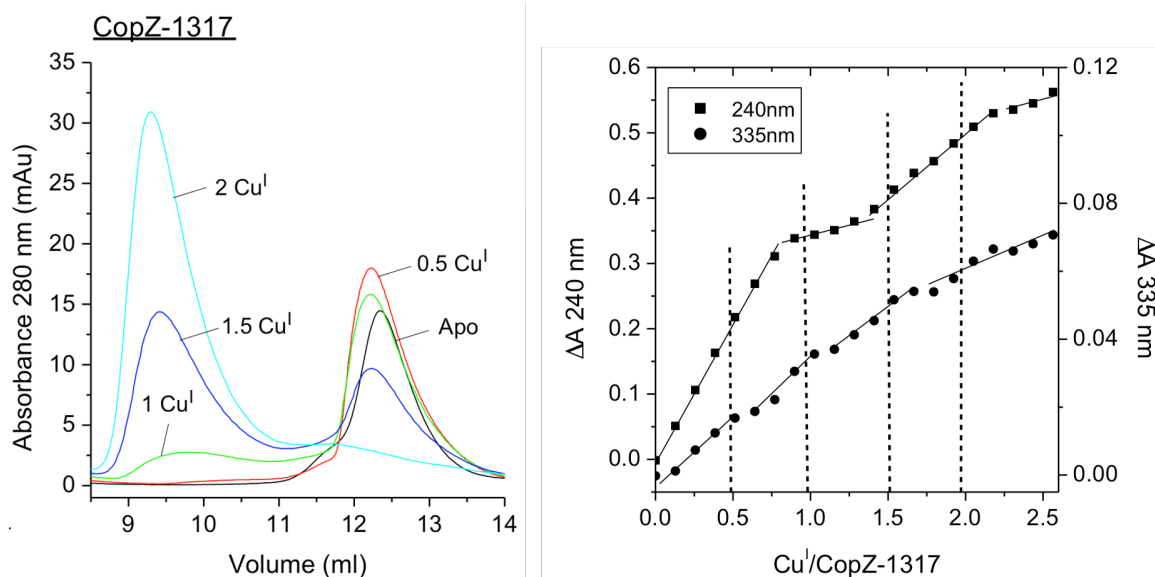 CopZ-1317
Absorbance 280 nm (mAu)
35
30
25
20
15
10
5
0
2 Cuᴵ
1.5 Cuᴵ
1 Cuᴵ
0.5 Cuᴵ
Apo
9 10 11 12 13 14
Volume (ml)
ΔA 240 nm
0.6
0.5
0.4
0.3
0.2
0.1
0.0
240nm
335nm
0.12
0.08
0.04
0.00
ΔA 335 nm
0.0 0.5 1.0 1.5 2.0 2.5
Cuᴵ/CopZ-1317